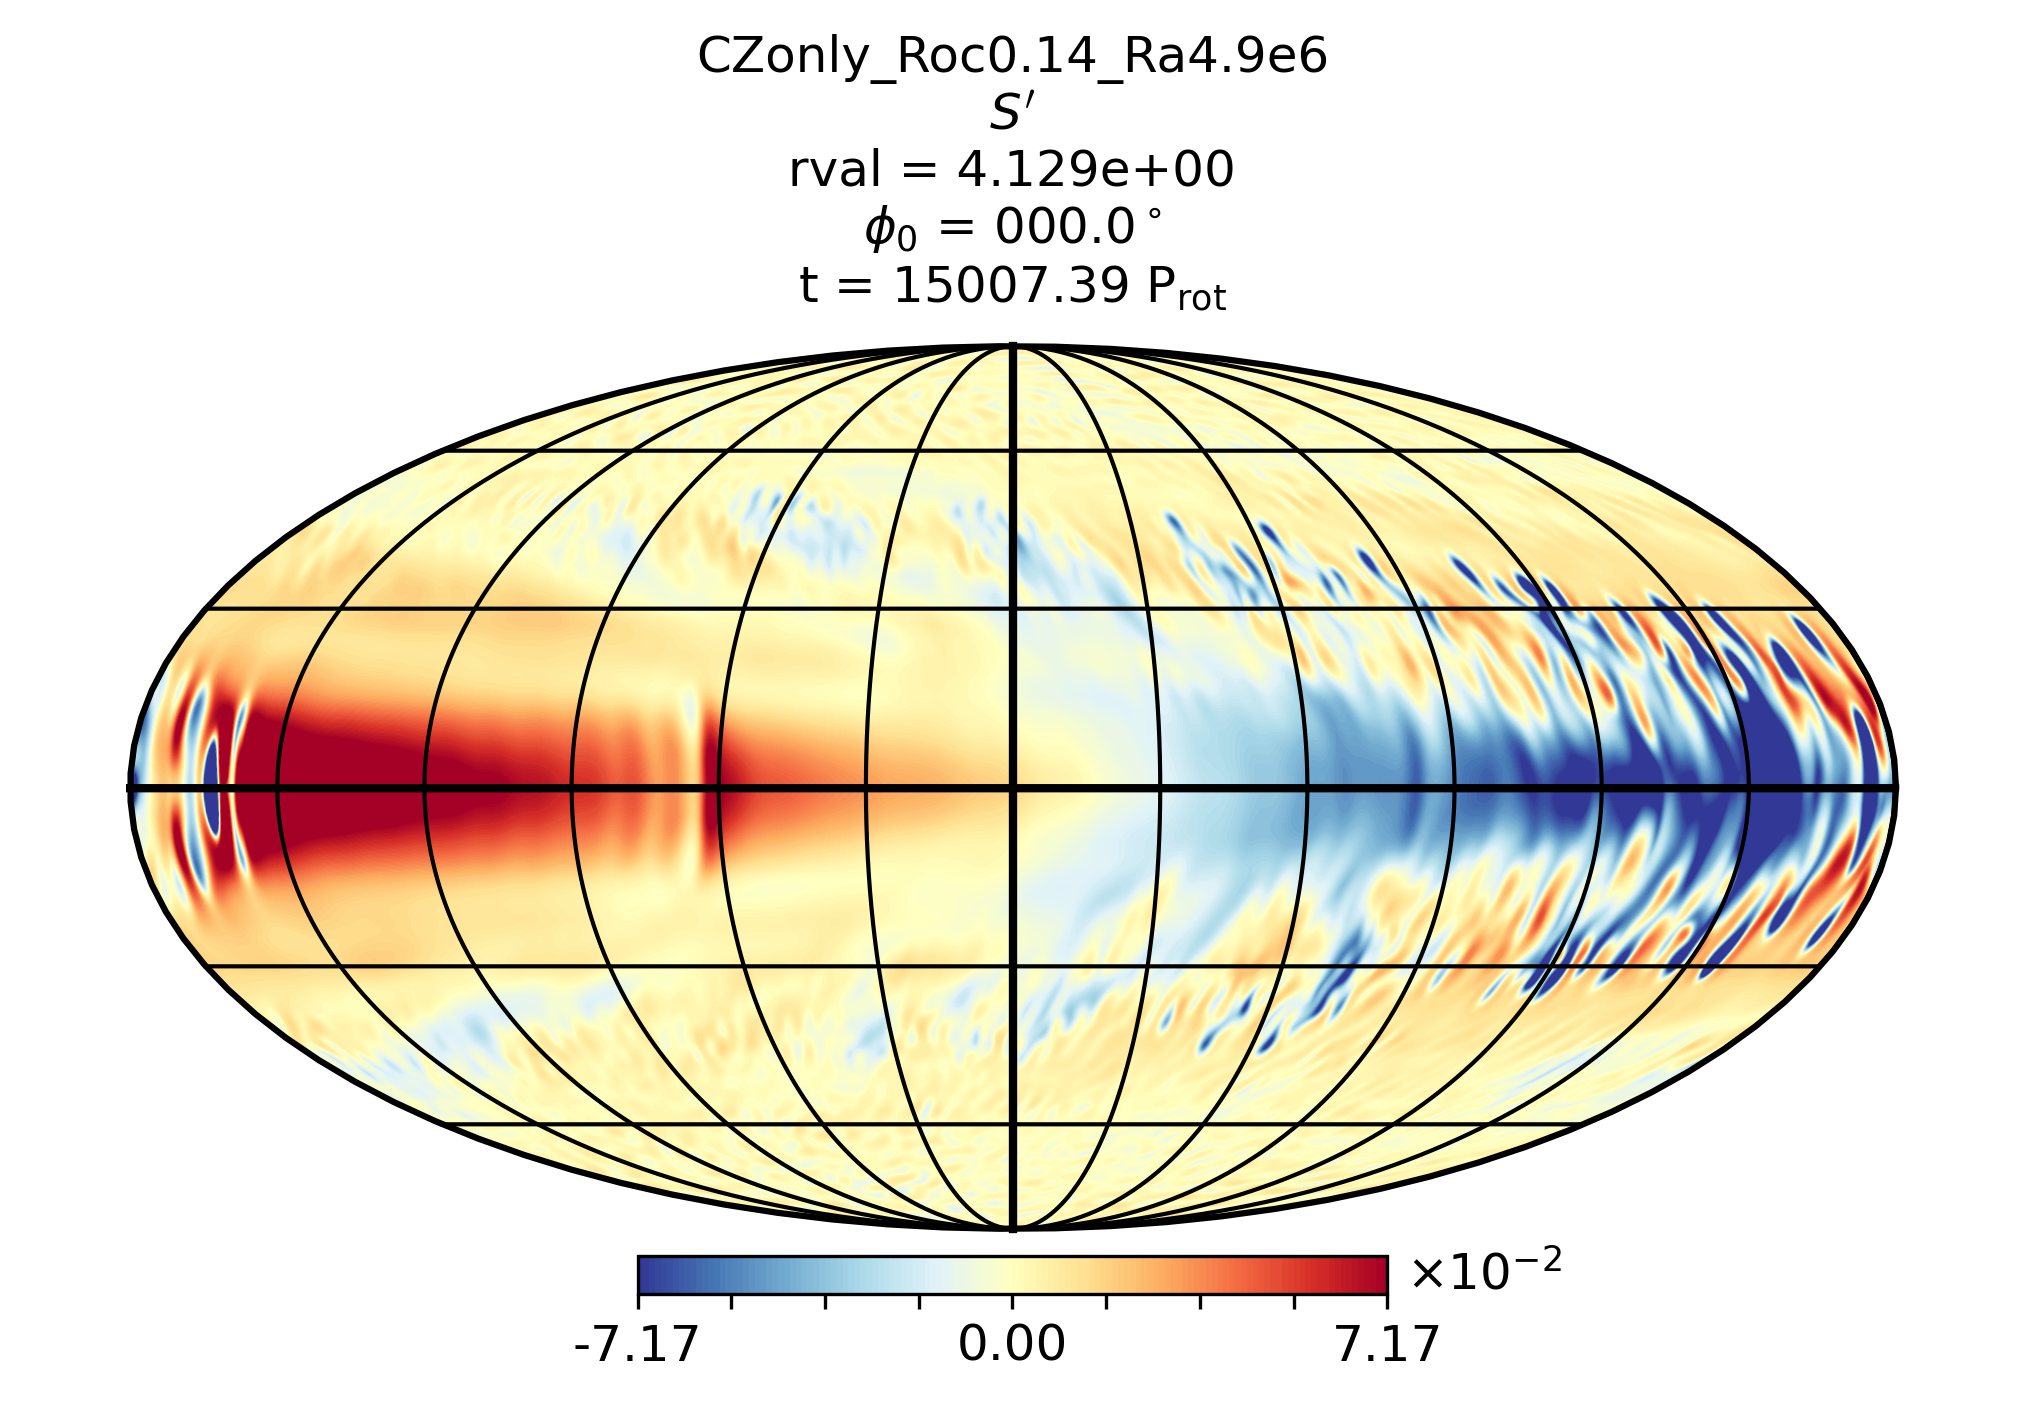 CZonly_Roc0.14_Ra4.9e6
S′
rval = 4.129e+00
ϕ₀ = 000.0°
t = 15007.39 P_rot
×10⁻²
-7.17 0.00 7.17